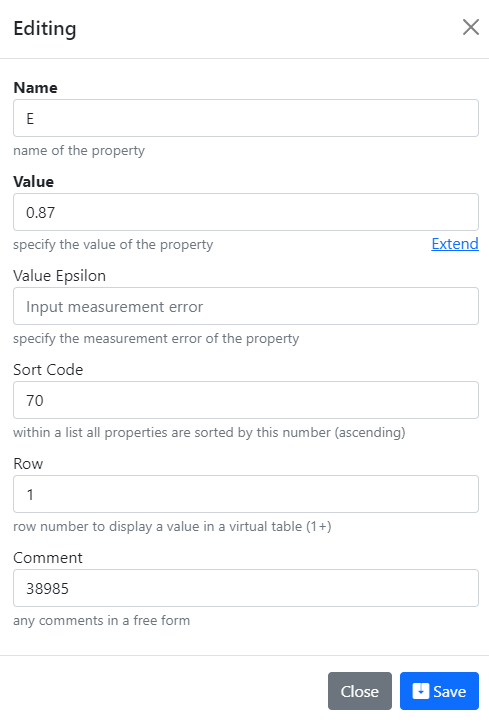 Editing
Name
E
name of the property
Value
0.87
specify the value of the property Extend
Value Epsilon
Input measurement error
specify the measurement error of the property
Sort Code
70
within a list all properties are sorted by this number (ascending)
Row
1
row number to display a value in a virtual table (1+)
Comment
38985
any comments in a free form
Close Save